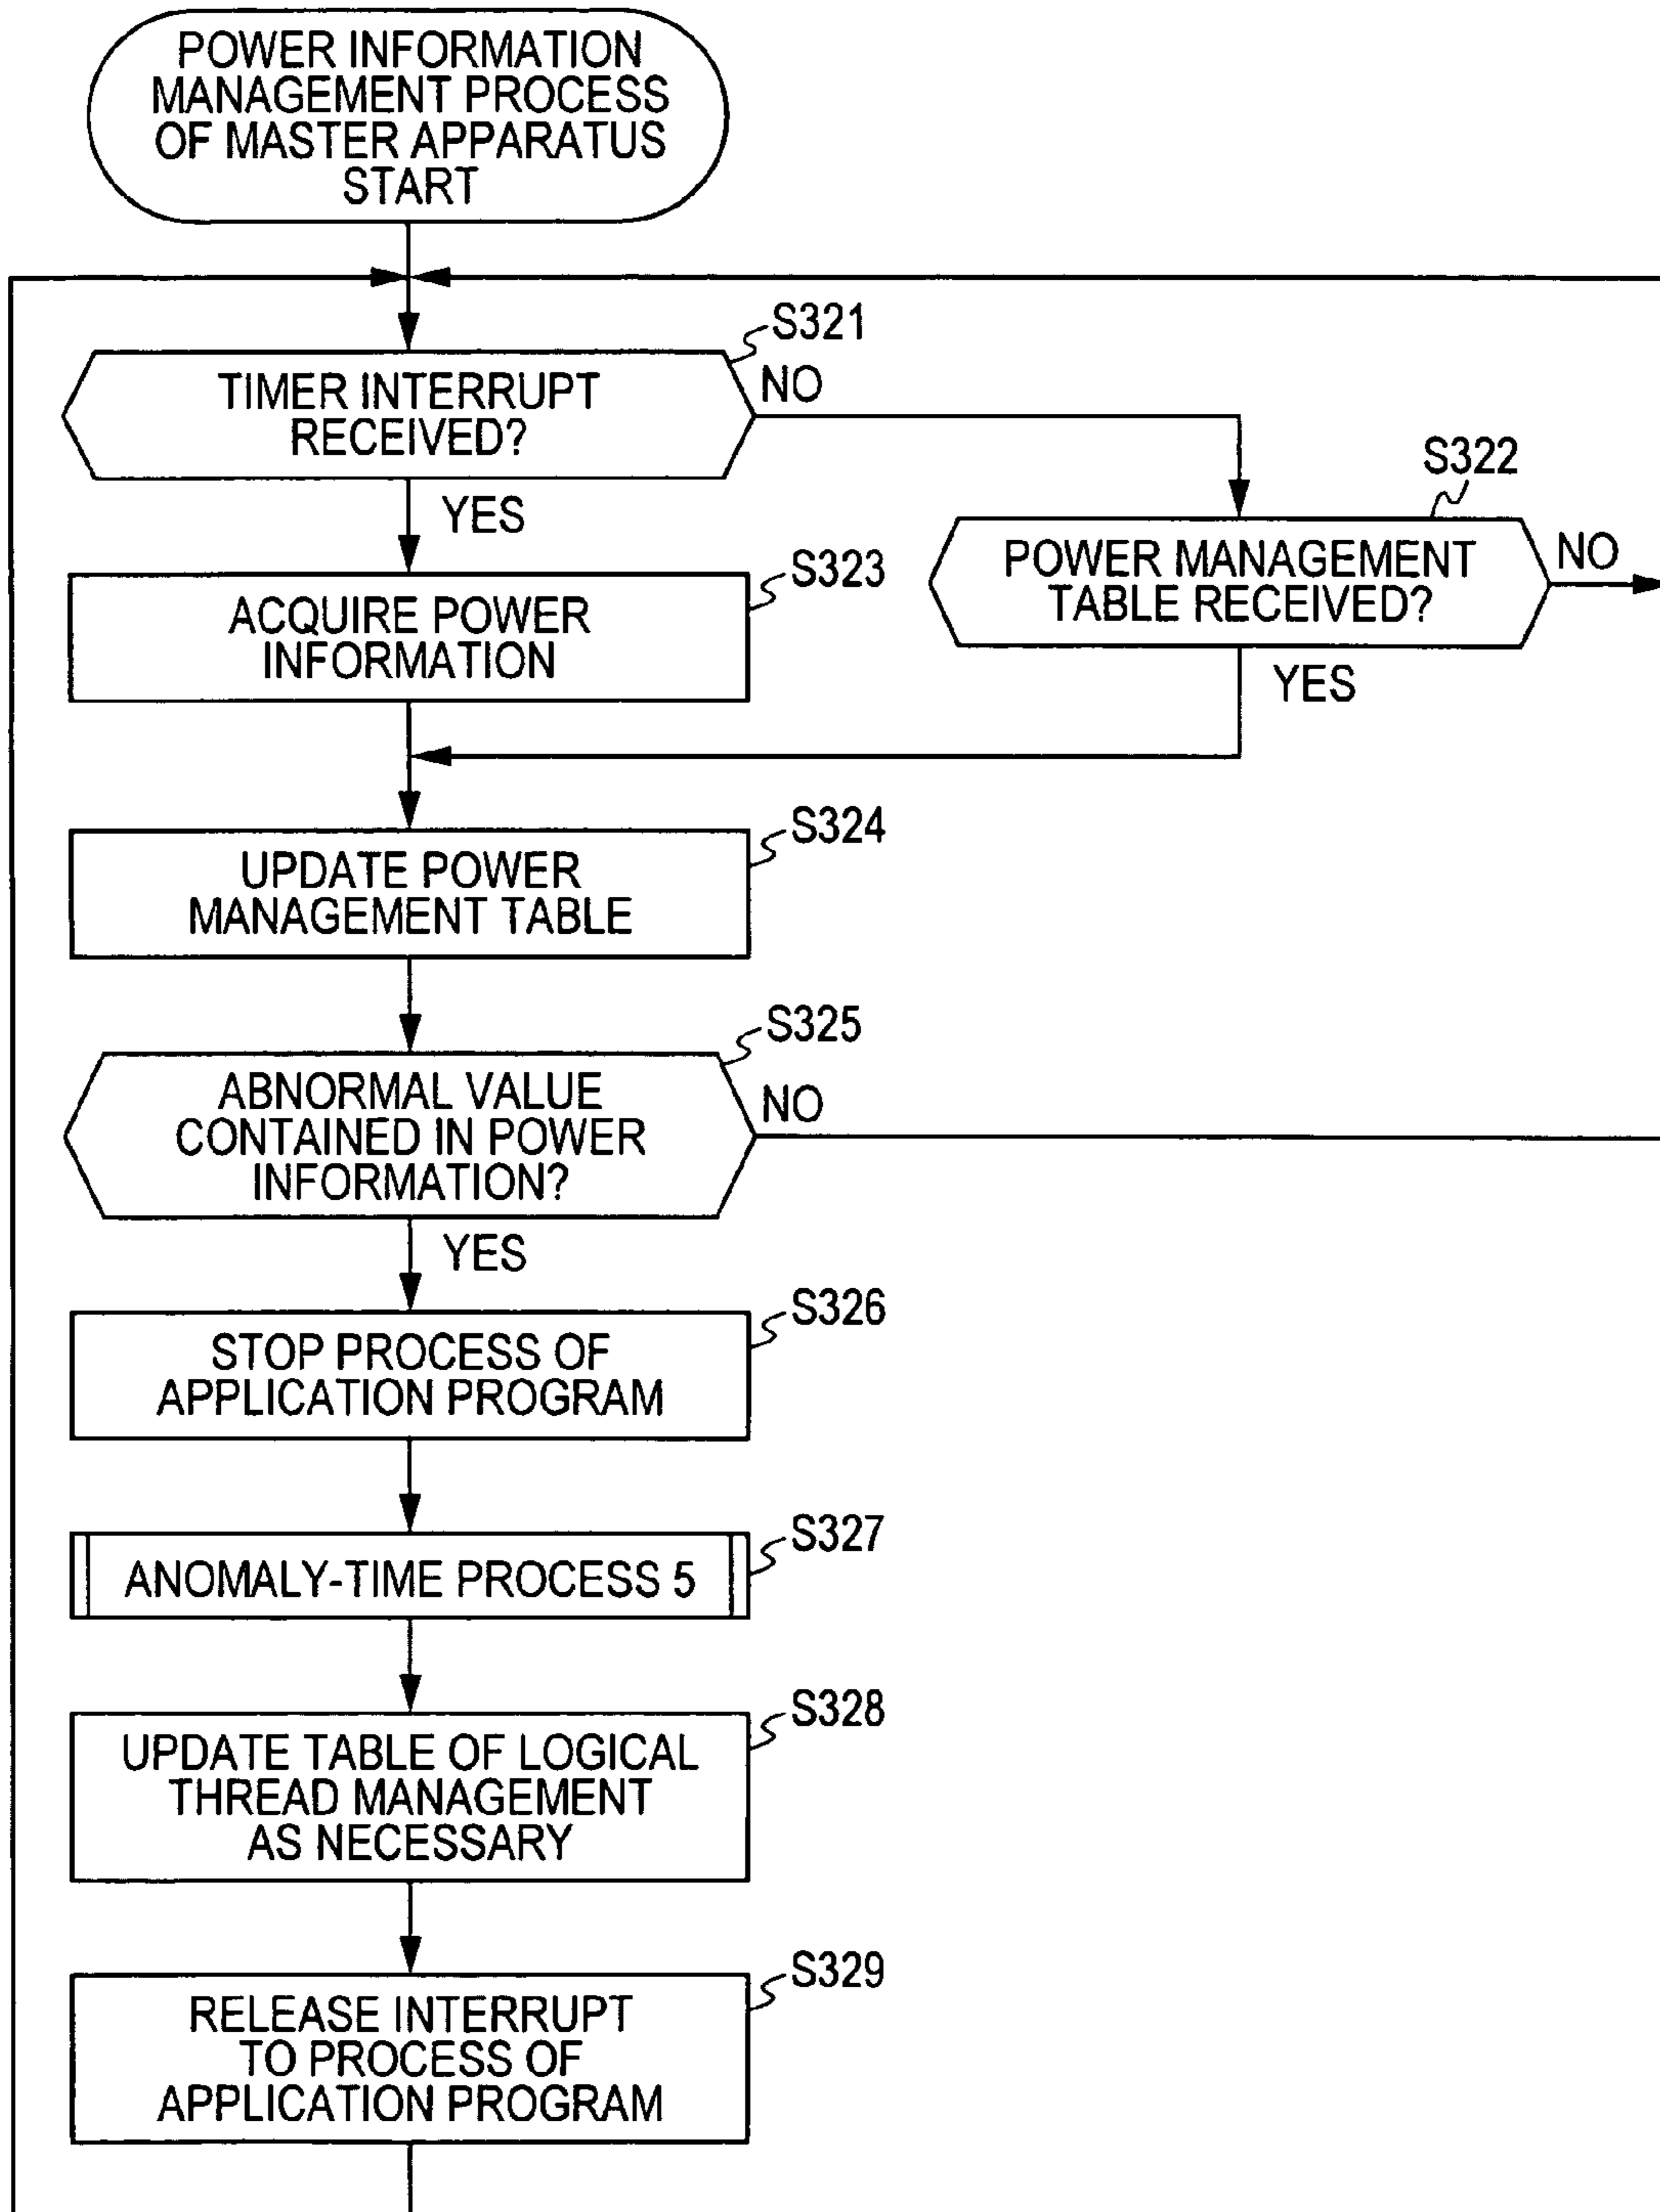 POWER INFORMATION
MANAGEMENT PROCESS
OF MASTER APPARATUS
START
S321
TIMER INTERRUPT
RECEIVED?
NO
YES
S322
POWER MANAGEMENT
TABLE RECEIVED?
NO
YES
S323
ACQUIRE POWER
INFORMATION
S324
UPDATE POWER
MANAGEMENT TABLE
S325
ABNORMAL VALUE
CONTAINED IN POWER
INFORMATION?
NO
YES
S326
STOP PROCESS OF
APPLICATION PROGRAM
S327
ANOMALY-TIME PROCESS 5
S328
UPDATE TABLE OF LOGICAL
THREAD MANAGEMENT
AS NECESSARY
S329
RELEASE INTERRUPT
TO PROCESS OF
APPLICATION PROGRAM